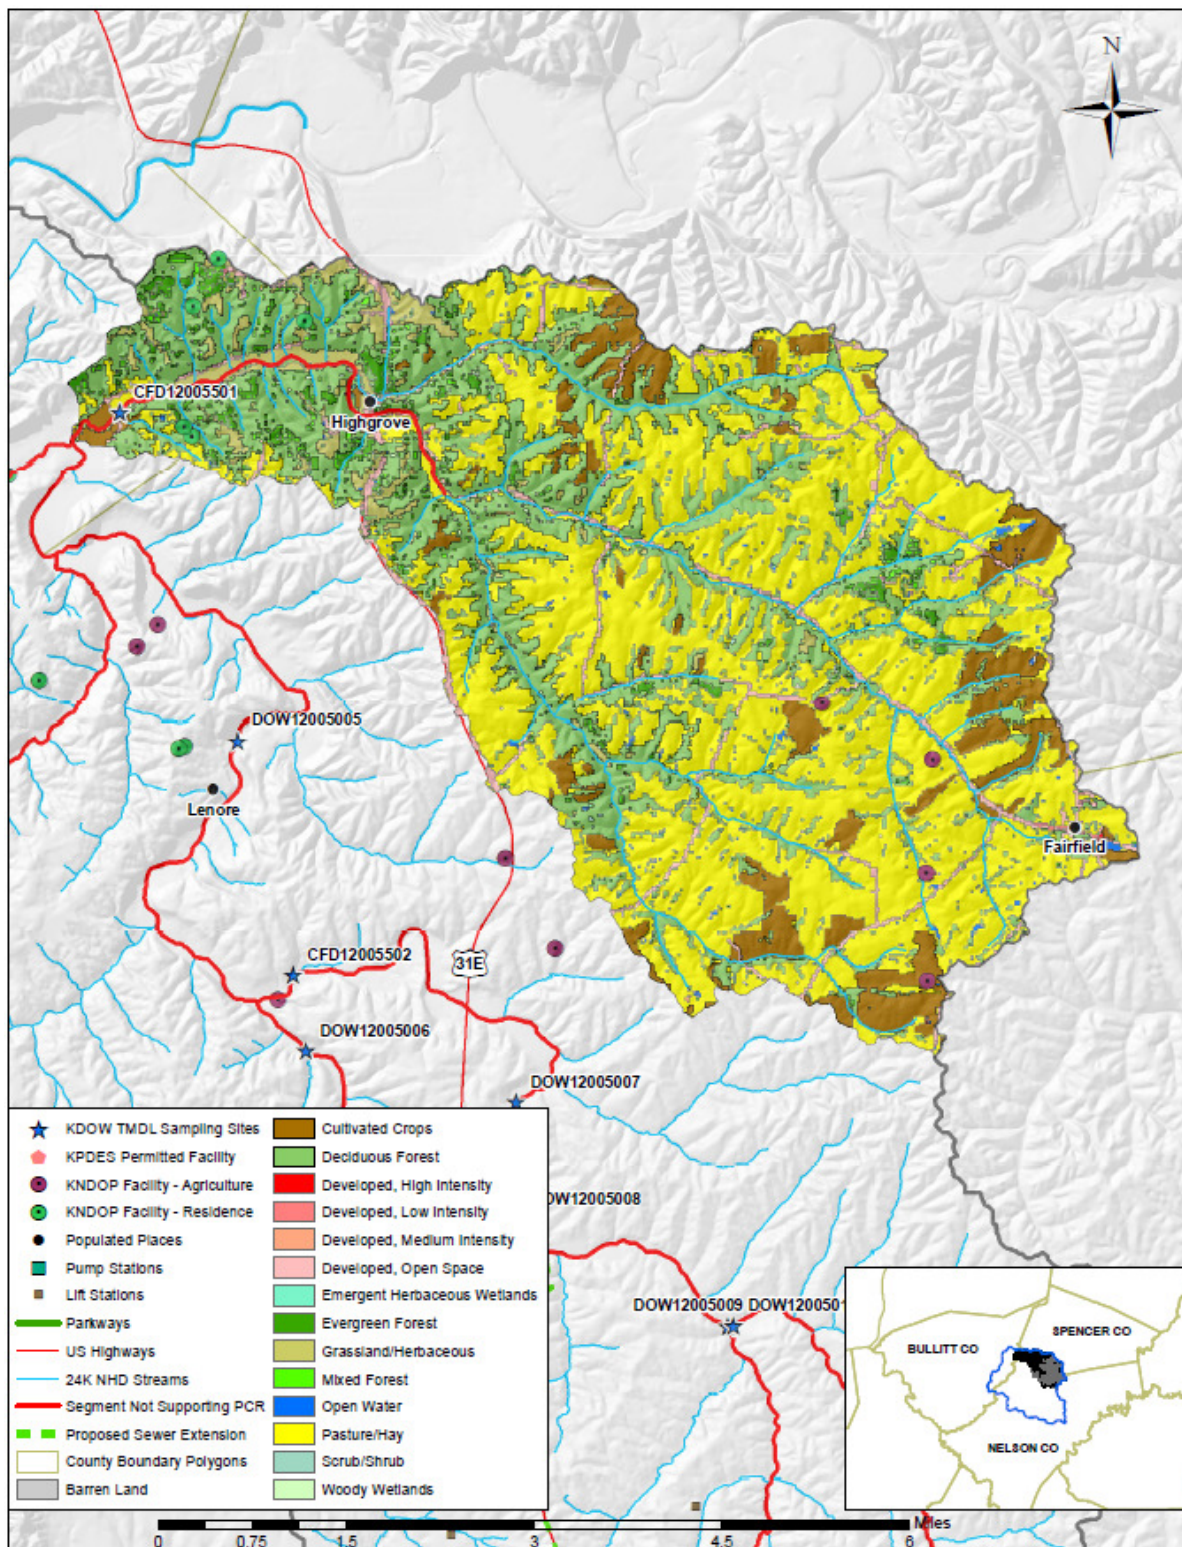 N
CFD12005501
Highgrove
DOW12005005
Lenore
Fairfield
CFD12005502
31E
DOW12005006
DOW12005007
OW12005008
DOW12005009
DOW1200501
KDOW TMDL Sampling Sites
KPDES Permitted Facility
KNDOP Facility - Agriculture
KNDOP Facility - Residence
Populated Places
Pump Stations
Lift Stations
Parkways
US Highways
24K NHD Streams
Segment Not Supporting PCR
Proposed Sewer Extension
County Boundary Polygons
Barren Land
Cultivated Crops
Deciduous Forest
Developed, High Intensity
Developed, Low Intensity
Developed, Medium Intensity
Developed, Open Space
Emergent Herbaceous Wetlands
Evergreen Forest
Grassland/Herbaceous
Mixed Forest
Open Water
Pasture/Hay
Scrub/Shrub
Woody Wetlands
SPENCER CO
BULLITT CO
NELSON CO
Miles
0 0.75 1.5 3 4.5 6